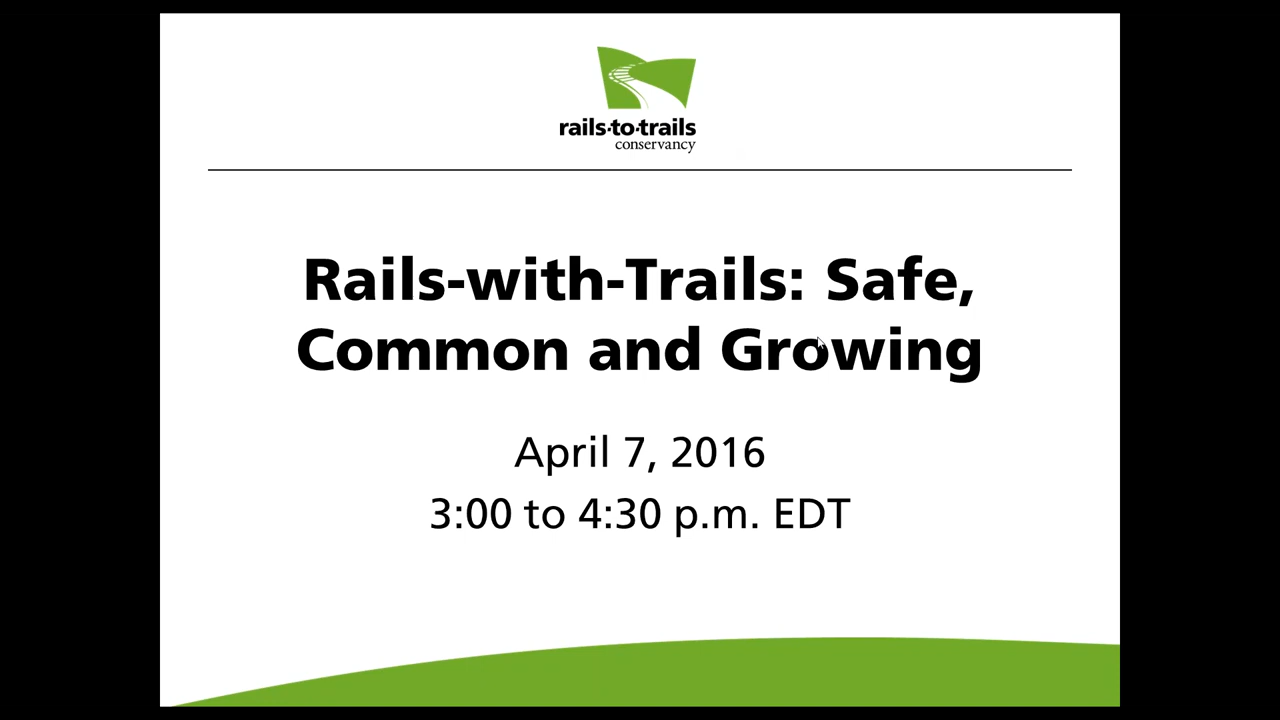 rails·to·trails
conservancy
Rails-with-Trails: Safe,
Common and Growing
April 7, 2016
3:00 to 4:30 p.m. EDT